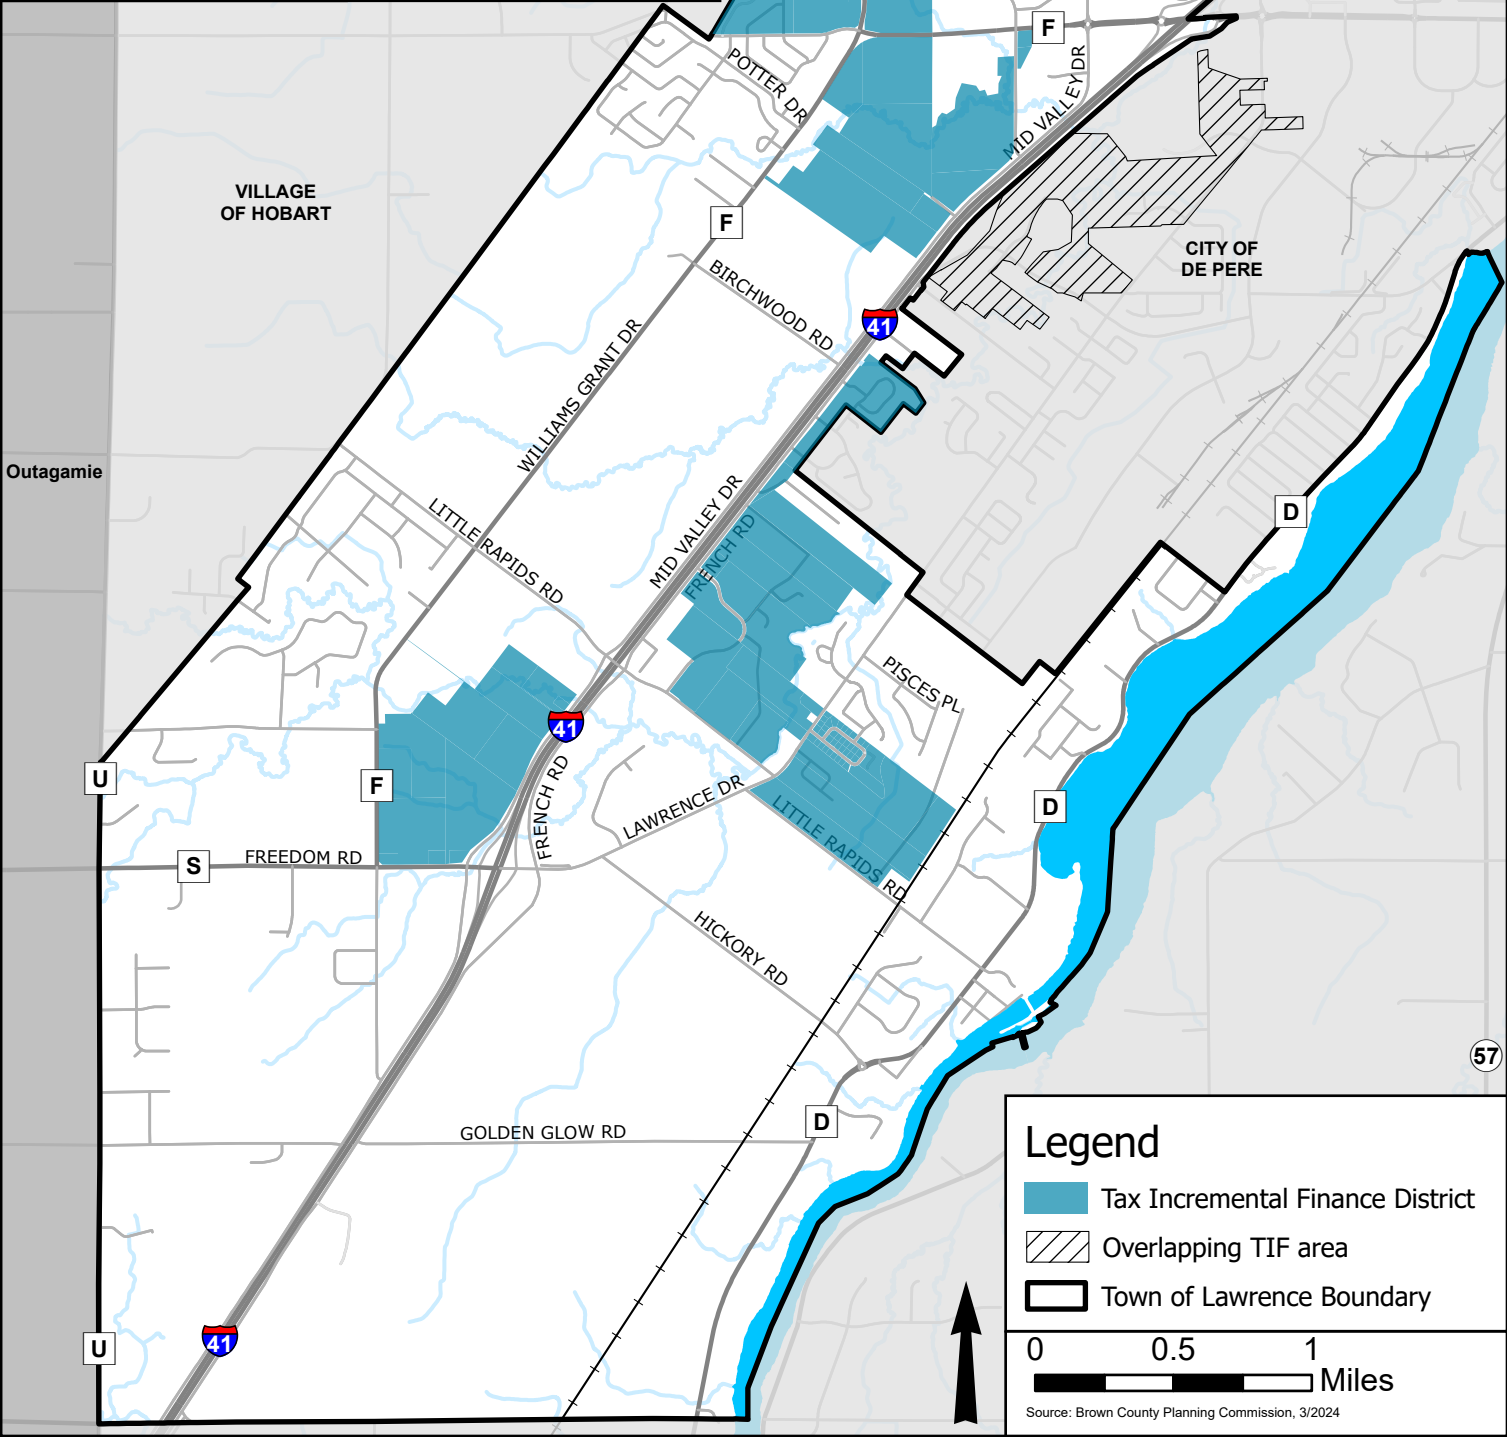 F
POTTER DR
MID VALLEY DR
MID VALLEY DR
VILLAGE
OF HOBART
F
CITY OF
DE PERE
BIRCHWOOD RD
41
WILLIAMS GRANT DR
Outagamie
LITTLE RAPIDS RD
MID VALLEY DR
FRENCH RD
D
PISCES PL
41
U
F
FRENCH RD
LAWRENCE DR
LITTLE RAPIDS RD
D
S
FREEDOM RD
HICKORY RD
57
D
GOLDEN GLOW RD
U
41
Legend
Tax Incremental Finance District
Overlapping TIF area
Town of Lawrence Boundary
0 0.5 1
Miles
Source: Brown County Planning Commission, 3/2024